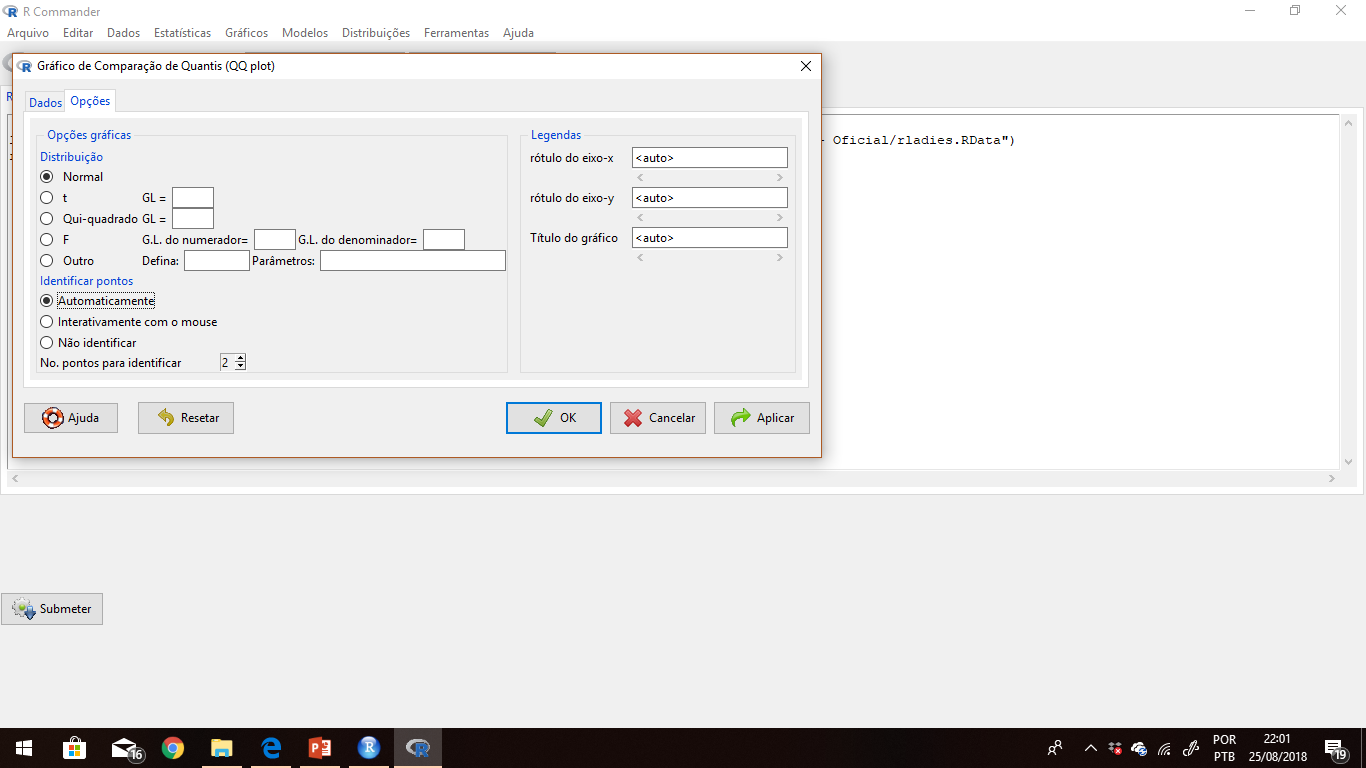 R Commander
Arquivo Editar Dados Estatísticas Gráficos Modelos Distribuições Ferramentas Ajuda
Gráfico de Comparação de Quantis (QQ plot)
Dados Opções
Opções gráficas
Distribuição
Normal
t GL =
Qui-quadrado GL =
F G.L. do numerador= G.L. do denominador=
Outro Defina: Parâmetros:
Identificar pontos
Automaticamente
Interativamente com o mouse
Não identificar
No. pontos para identificar 2
Legendas
rótulo do eixo-x <auto>
rótulo do eixo-y <auto>
Título do gráfico <auto>
Ajuda Resetar OK Cancelar Aplicar
Oficial/rladies.RData")
Submeter
16
POR
PTB
22:01
25/08/2018
19